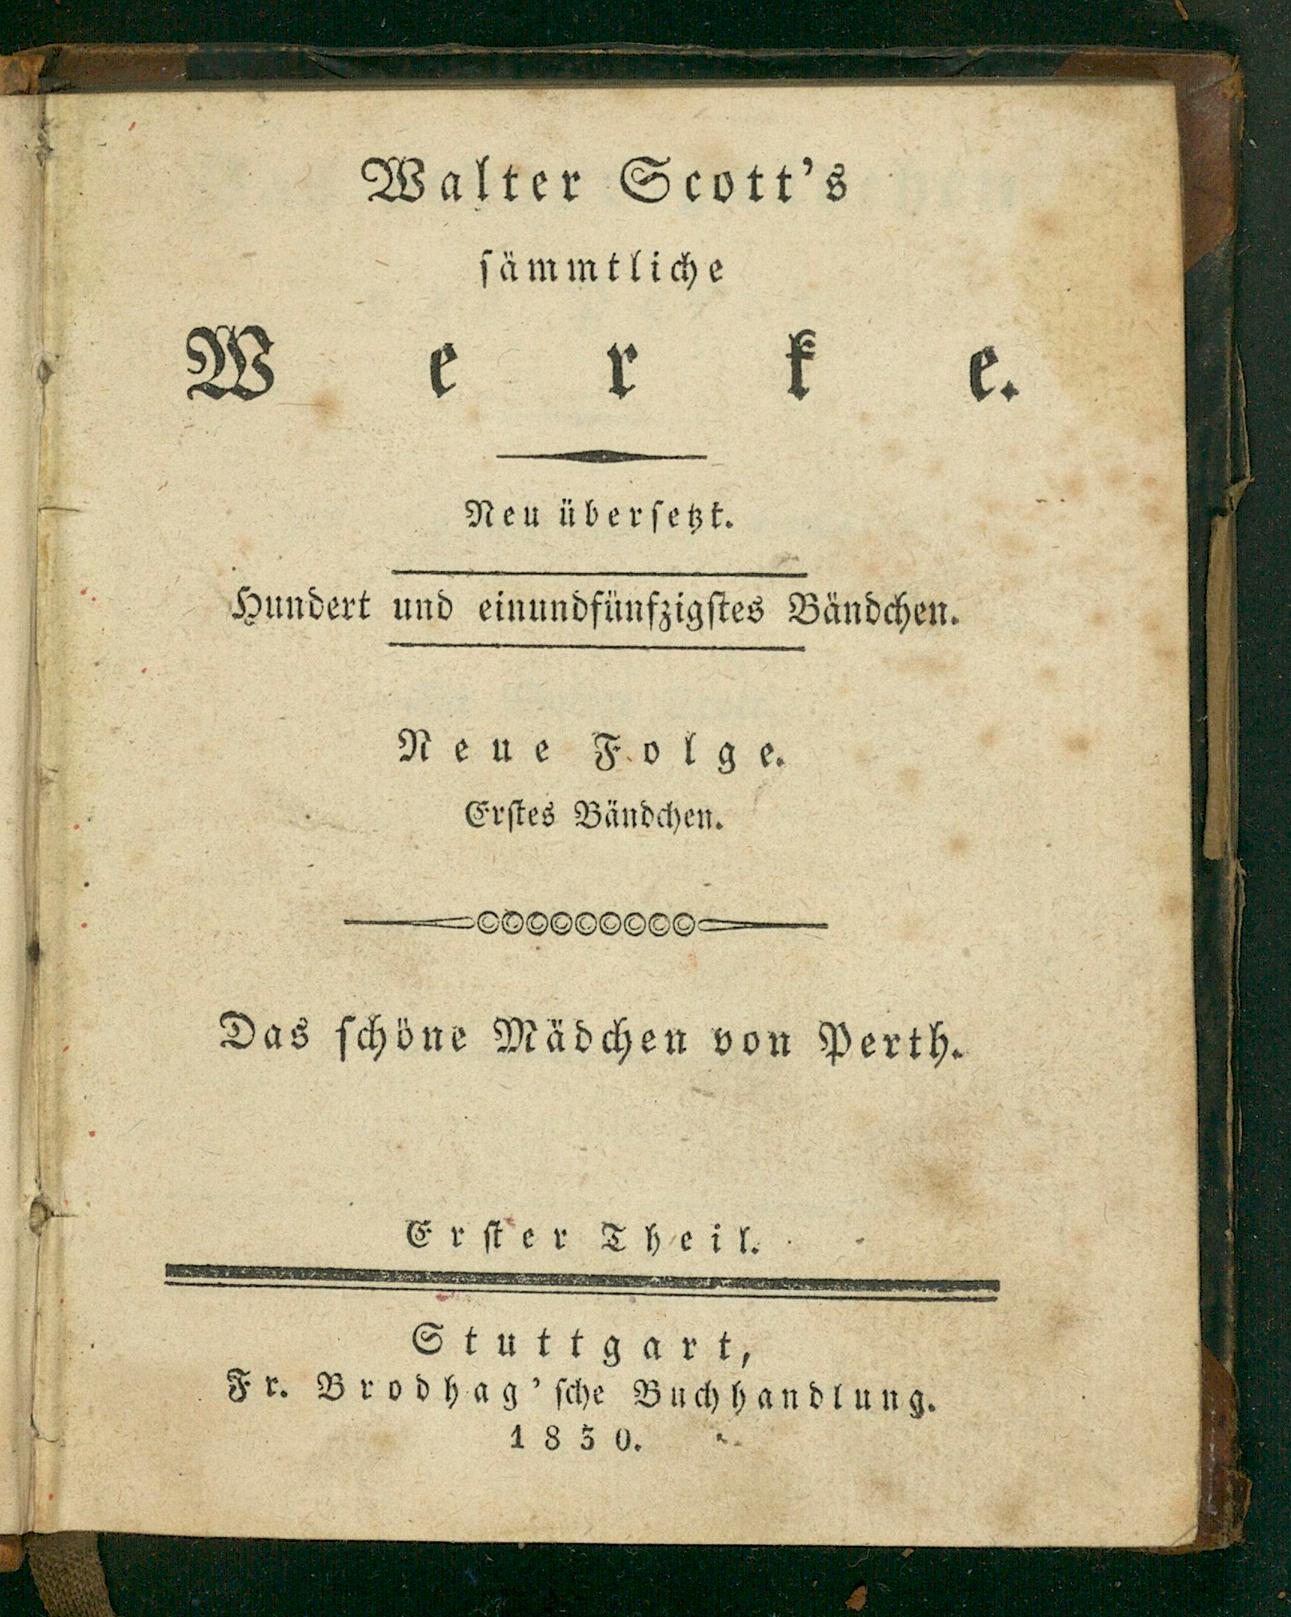 Walter Scott's
sämmtliche
Werke.
Neu übersetzt.
Hundert und einundfünfzigstes Bändchen.
Neue Folge.
Erstes Bändchen.
Das schöne Mädchen von Perth.
Erster Theil.
Stuttgart,
Fr. Brodhag'sche Buchhandlung.
1830.